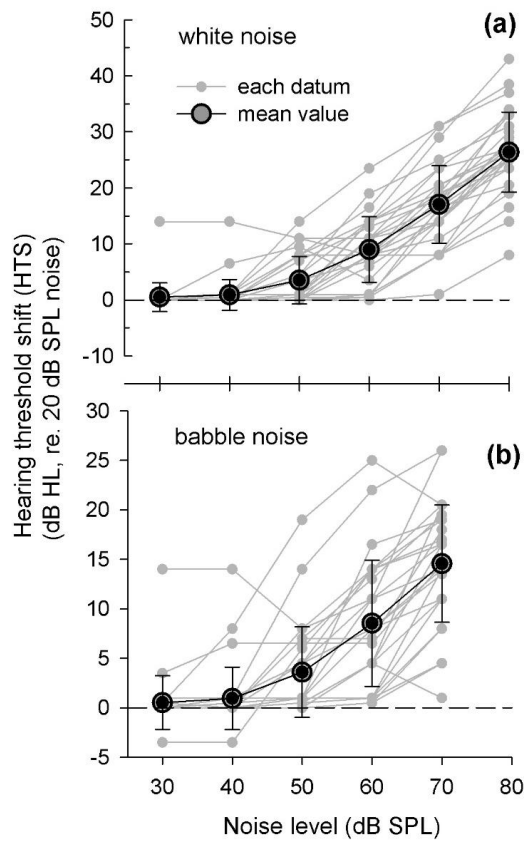 (a)
white noise
each datum
mean value
50
40
30
20
10
0
-10
Hearing threshold shift (HTS)
(dB HL, re. 20 dB SPL noise)
(b)
babble noise
30
25
20
15
10
5
0
-5
30 40 50 60 70 80
Noise level (dB SPL)